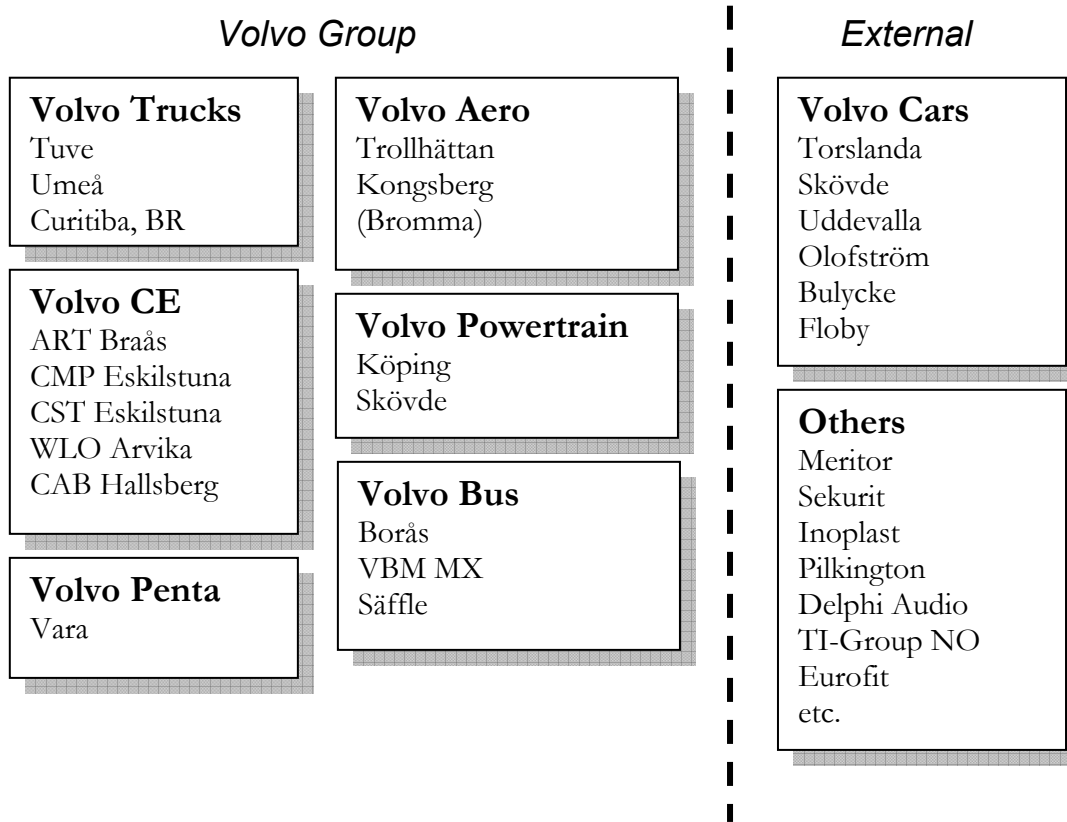 Volvo Group
External
Volvo Trucks
Tuve
Umeå
Curitiba, BR
Volvo CE
ART Braås
CMP Eskilstuna
CST Eskilstuna
WLO Arvika
CAB Hallsberg
Volvo Penta
Vara
Volvo Aero
Trollhättan
Kongsberg
(Bromma)
Volvo Powertrain
Köping
Skövde
Volvo Bus
Borås
VBM MX
Säffle
Volvo Cars
Torslanda
Skövde
Uddevalla
Olofström
Bulycke
Floby
Others
Meritor
Sekurit
Inoplast
Pilkington
Delphi Audio
TI-Group NO
Eurofit
etc.